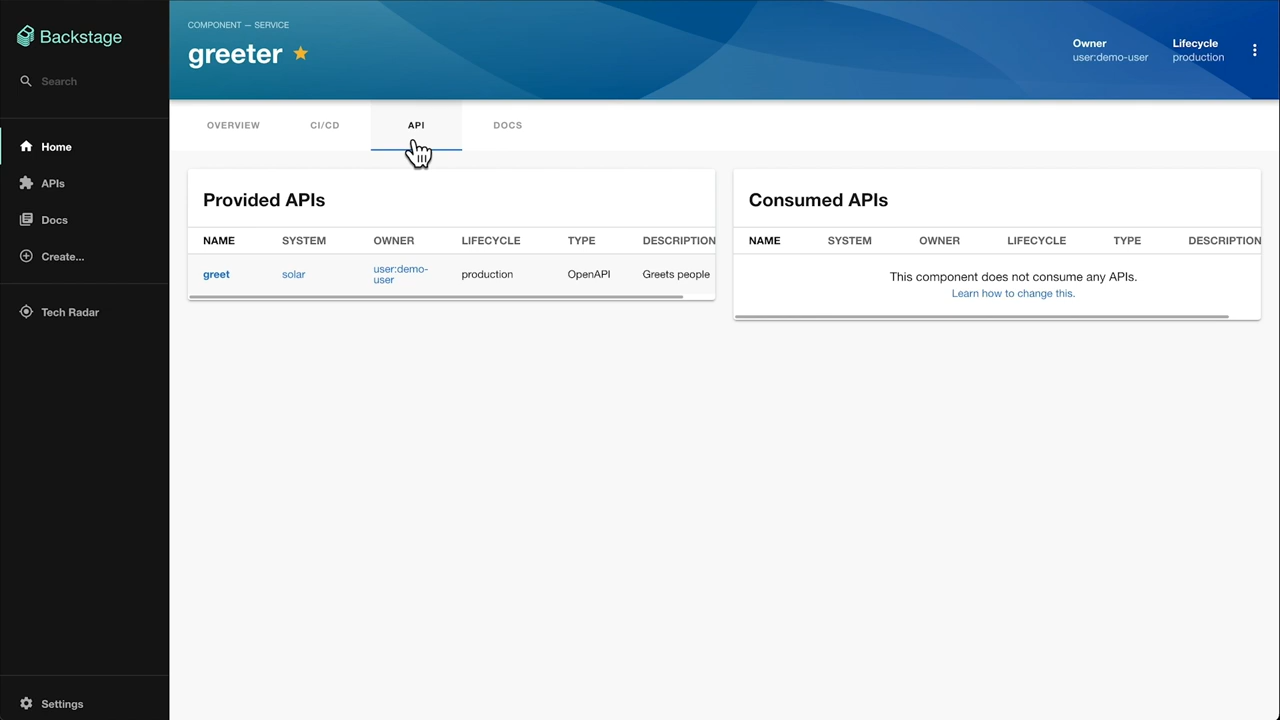 Backstage
Search
Home
APIs
Docs
Create...
Tech Radar
Settings
COMPONENT — SERVICE
greeter
Owner
user:demo-user
Lifecycle
production
OVERVIEW
CI/CD
API
DOCS
Provided APIs
NAME SYSTEM OWNER LIFECYCLE TYPE DESCRIPTION
greet solar user:demo-
user production OpenAPI Greets people
Consumed APIs
NAME SYSTEM OWNER LIFECYCLE TYPE DESCRIPTION
This component does not consume any APIs.
Learn how to change this.